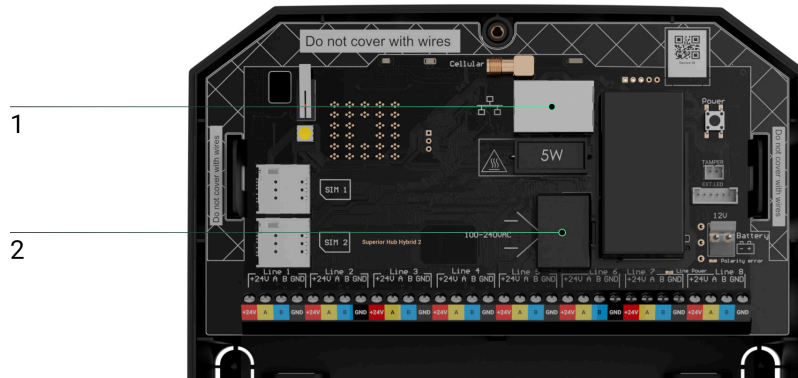 Do not cover with wires
Cellular
Device ID
1
Power
5W
Do not cover with wires
Do not cover with wires
TAMPER
SIM 1
EXT.LED
12V
2
SIM 2
Superior Hub Hybrid 2
100-240VAC
Battery
- +
Polarity error
Line 1 Line 2 Line 3 Line 4 Line 5 Line 6 Line 7 Line Power Line 8
+24V A B GND +24V A B GND +24V A B GND +24V A B GND +24V A B GND +24V A B GND +24V A B GND +24V A B GND
+24V A B GND +24V A B GND +24V A B GND +24V A B GND +24V A B GND +24V A B GND +24V A B GND +24V A B GND